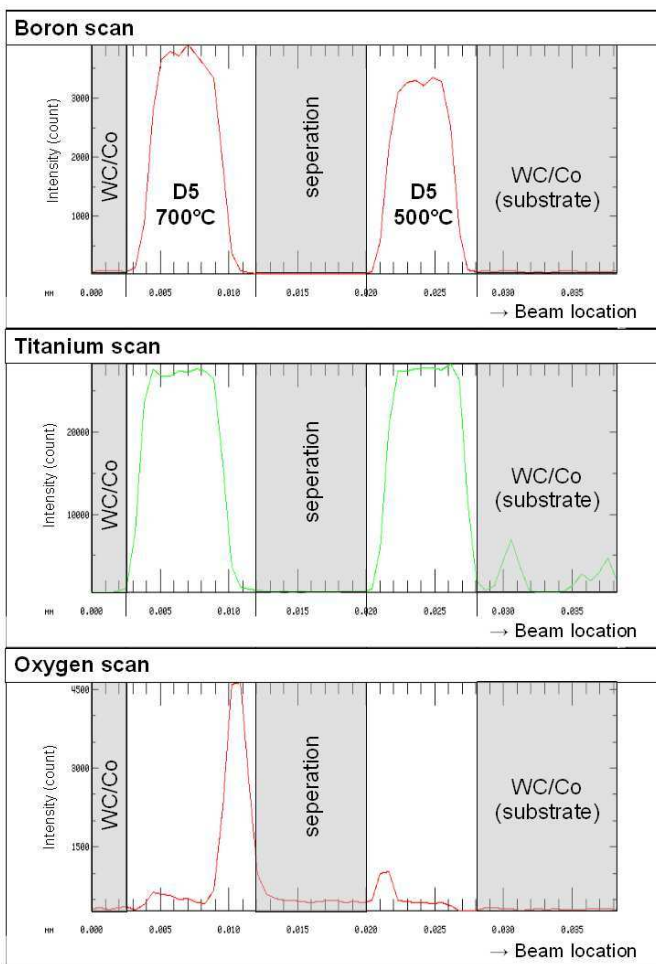 Boron scan
Intensity (count)
3000
2000
1000
WC/Co
D5
700°C
seperation
D5
500°C
WC/Co
(substrate)
MM 0.000 0.005 0.010 0.015 0.020 0.025 0.030 0.035
→ Beam location
Titanium scan
Intensity (count)
20000
10000
WC/Co
seperation
WC/Co
(substrate)
MM 0.000 0.005 0.010 0.015 0.020 0.025 0.030 0.035
→ Beam location
Oxygen scan
Intensity (count)
4500
3000
1500
WC/Co
seperation
WC/Co
(substrate)
MM 0.000 0.005 0.010 0.015 0.020 0.025 0.030 0.035
→ Beam location